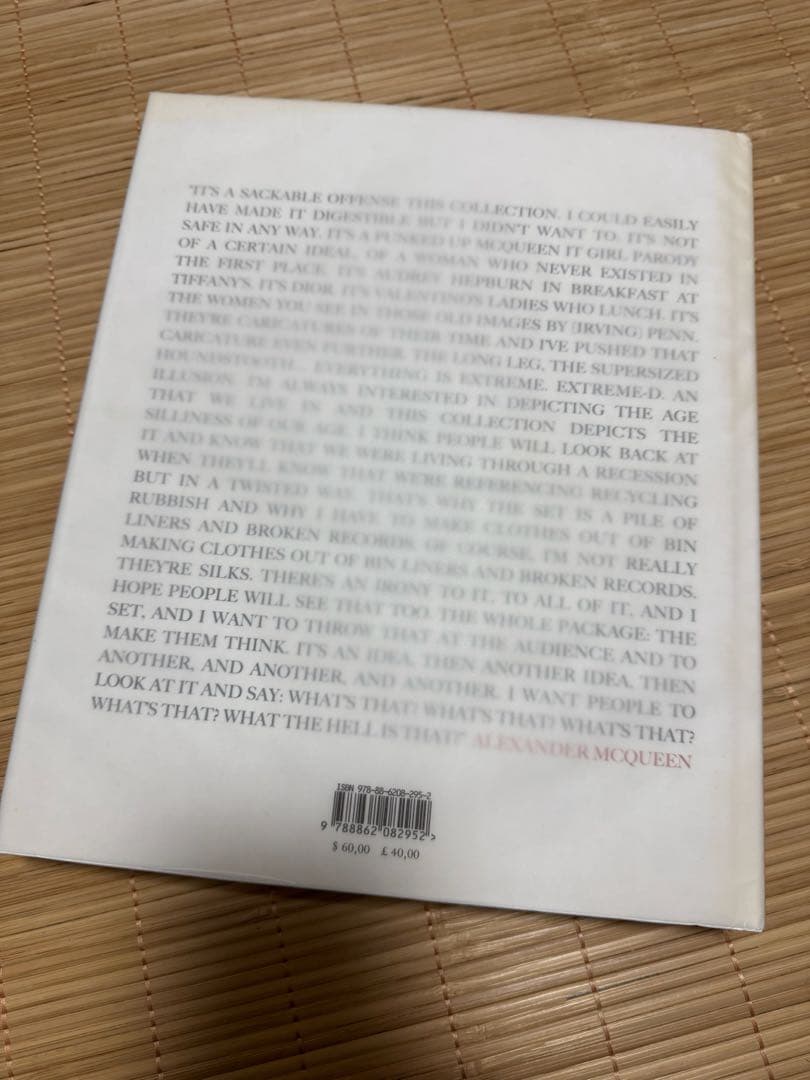 "IT'S A SACKABLE OFFENSE THIS COLLECTION. I COULD EASILY
HAVE MADE IT DIGESTIBLE BUT I DIDN'T WANT TO. IT'S NOT
SAFE IN ANY WAY. IT'S A PUNKED UP MCQUEEN IT GIRL PARODY
OF A CERTAIN IDEAL, OF A WOMAN WHO NEVER EXISTED IN
THE FIRST PLACE. IT'S AUDREY HEPBURN IN BREAKFAST AT
TIFFANY'S. IT'S DIOR. IT'S VALENTINO'S LADIES WHO LUNCH. IT'S
THE WOMEN YOU SEE IN THOSE OLD IMAGES BY [IRVING] PENN.
THEY'RE CARICATURES OF THEIR TIME AND I'VE PUSHED THAT
CARICATURE EVEN FURTHER. THE LONG LEG, THE SUPERSIZED
HOUNDSTOOTH... EVERYTHING IS EXTREME. EXTREME-D. AN
ILLUSION. I'M ALWAYS INTERESTED IN DEPICTING THE AGE
THAT WE LIVE IN AND THIS COLLECTION DEPICTS THE
SILLINESS OF OUR AGE. I THINK PEOPLE WILL LOOK BACK AT
IT AND KNOW THAT WE WERE LIVING THROUGH A RECESSION
WHEN THEY'LL KNOW THAT WE'RE REFERENCING RECYCLING
BUT IN A TWISTED WAY. THAT'S WHY THE SET IS A PILE OF
RUBBISH AND WHY I HAVE TO MAKE CLOTHES OUT OF BIN
LINERS AND BROKEN RECORDS. OF COURSE, I'M NOT REALLY
MAKING CLOTHES OUT OF BIN LINERS AND BROKEN RECORDS.
THEY'RE SILKS. THERE'S AN IRONY TO IT, TO ALL OF IT, AND I
HOPE PEOPLE WILL SEE THAT TOO. THE WHOLE PACKAGE: THE
SET, AND I WANT TO THROW THAT AT THE AUDIENCE AND TO
MAKE THEM THINK. IT'S AN IDEA, THEN ANOTHER IDEA, THEN
ANOTHER, AND ANOTHER, AND ANOTHER. I WANT PEOPLE TO
LOOK AT IT AND SAY: WHAT'S THAT? WHAT'S THAT? WHAT'S THAT?
WHAT'S THAT? WHAT THE HELL IS THAT?" ALEXANDER MCQUEEN
ISBN 978-88-6208-295-2
9 788862 082952 >
$ 60,00 £ 40,00